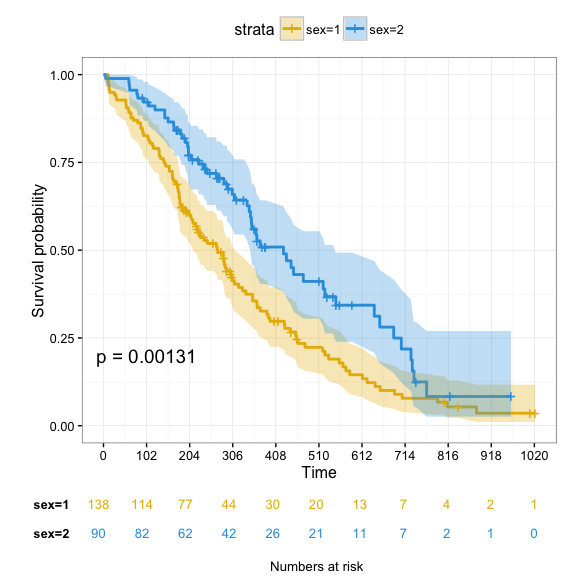 strata sex=1 sex=2
Survival probability
1.00
0.75
0.50
0.25
0.00
p = 0.00131
0 102 204 306 408 510 612 714 816 918 1020
Time
sex=1 138 114 77 44 30 20 13 7 4 2 1
sex=2 90 82 62 42 26 21 11 7 2 1 0
Numbers at risk